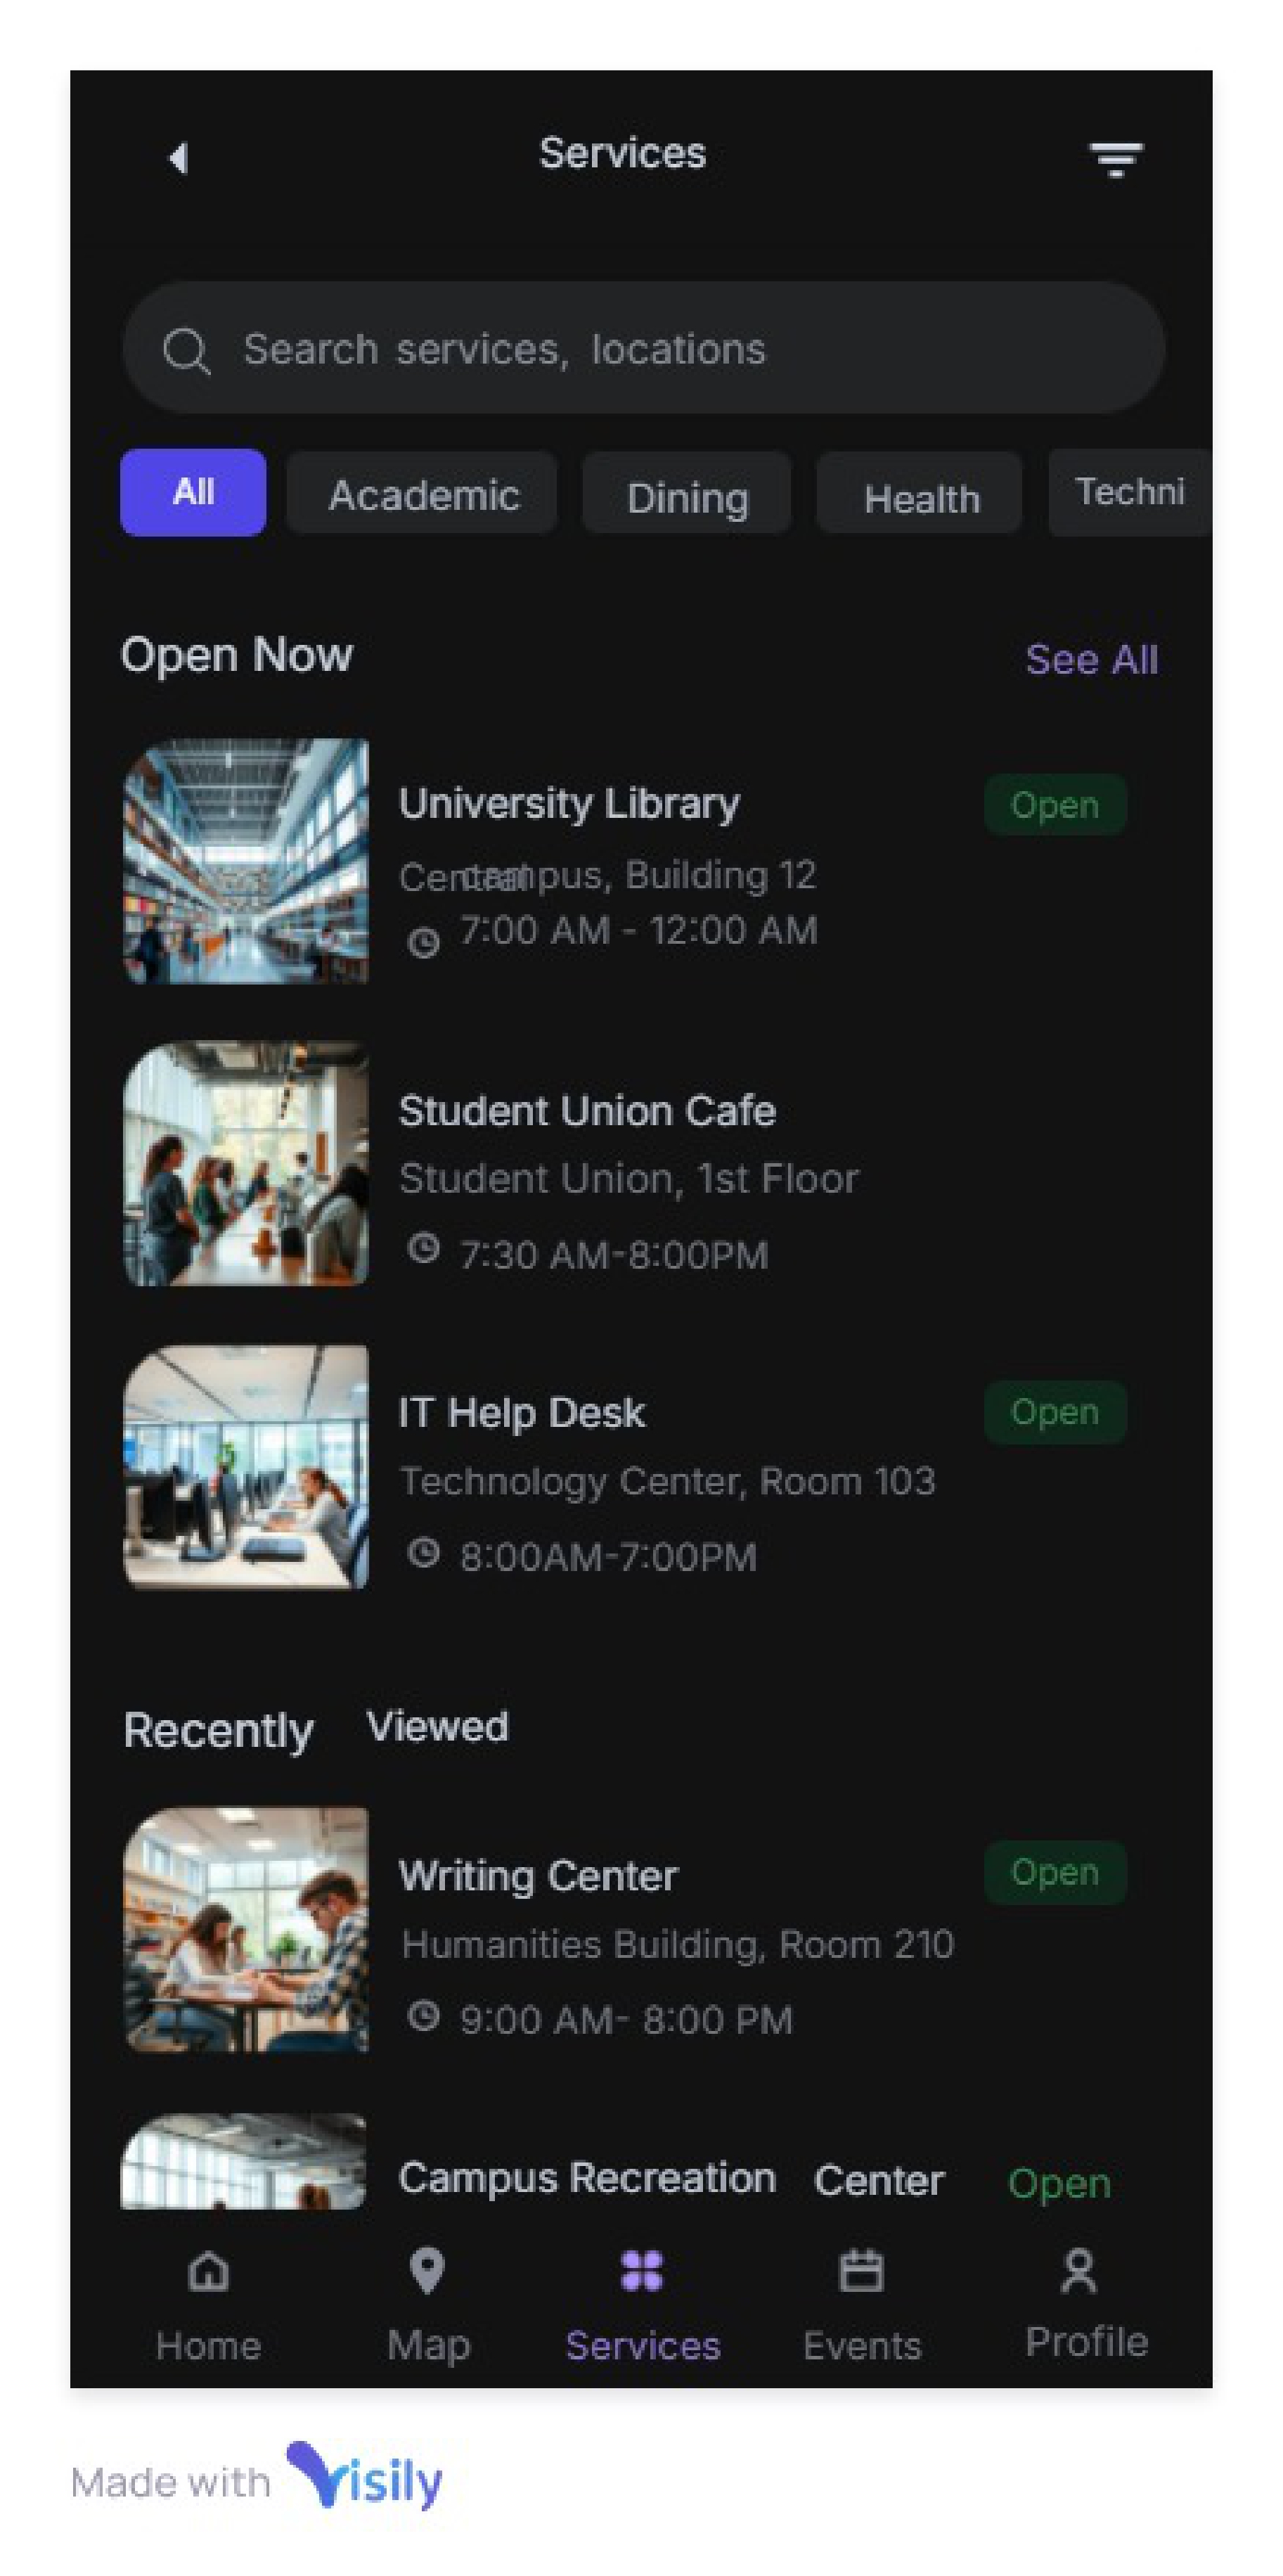 Services
Search services, locations
All Academic Dining Health Techni
Open Now See All
University Library Open
Central campus, Building 12
7:00 AM - 12:00 AM
Student Union Cafe
Student Union, 1st Floor
7:30 AM-8:00PM
IT Help Desk Open
Technology Center, Room 103
8:00AM-7:00PM
Recently Viewed
Writing Center Open
Humanities Building, Room 210
9:00 AM- 8:00 PM
Campus Recreation Center Open
Home Map Services Events Profile
Made with Visily